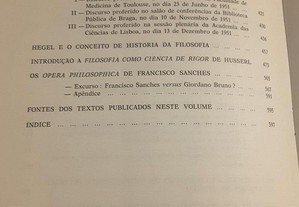 Medicina de Toulouse, no dia 23 de Junho de 1951 ...
II — Discurso proferido no salão de conferências da Biblioteca
Pública de Braga, no dia 10 de Novembro de 1951
III — Discurso proferido na sessão plenária da Academia das
Ciências de Lisboa, no dia 13 de Dezembro de 1951 ...
HEGEL E O CONCEITO DE HISTÓRIA DA FILOSOFIA
INTRODUÇÃO A FILOSOFIA COMO CIENCIA DE RIGOR DE HUSSERL
OS OPERA PHILOSOPHICA DE FRANCISCO SANCHES
— Excurso: Francisco Sanches versus Giordano Bruno?
— Apêndice
FONTES DOS TEXTOS PUBLICADOS NESTE VOLUME
INDICE